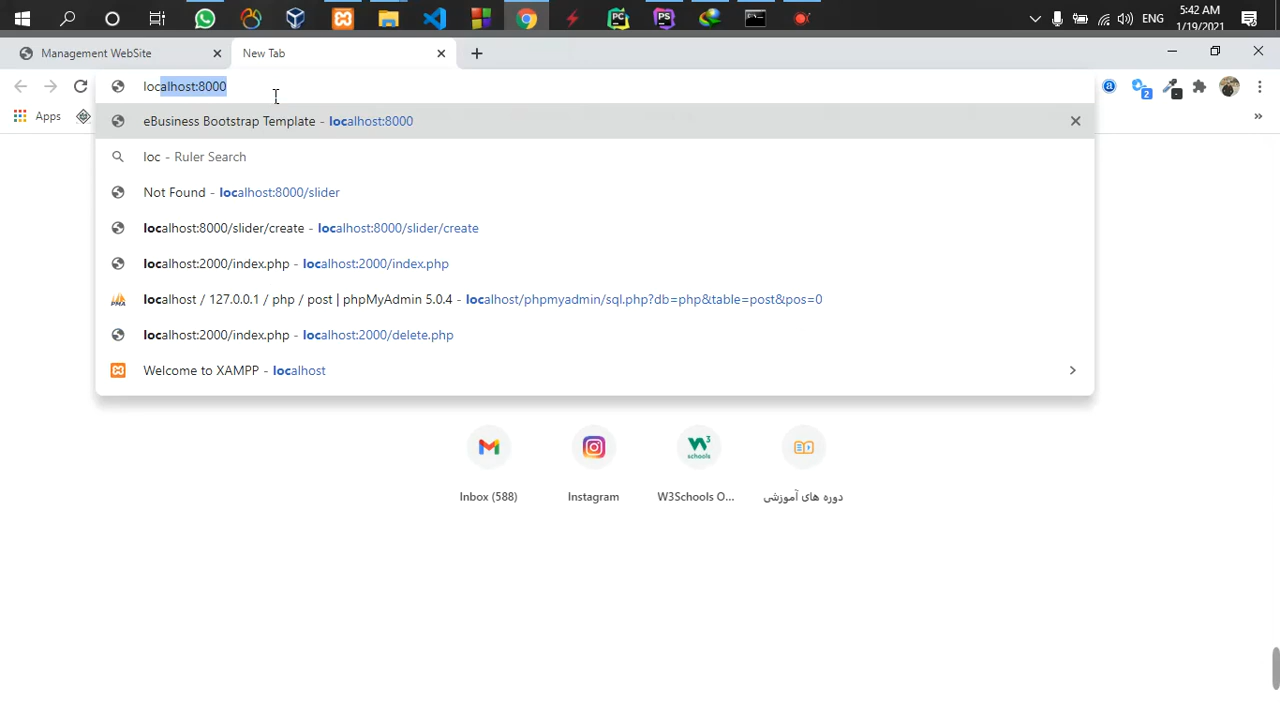 5:42 AM
ENG
1/19/2021
Management WebSite
New Tab
localhost:8000
2
Apps
eBusiness Bootstrap Template - localhost:8000
loc - Ruler Search
Not Found - localhost:8000/slider
localhost:8000/slider/create - localhost:8000/slider/create
localhost:2000/index.php - localhost:2000/index.php
localhost / 127.0.0.1 / php / post | phpMyAdmin 5.0.4 - localhost/phpmyadmin/sql.php?db=php&table=post&pos=0
localhost:2000/index.php - localhost:2000/delete.php
Welcome to XAMPP - localhost
Inbox (588)
Instagram
W3Schools O...
دوره های آموزشی